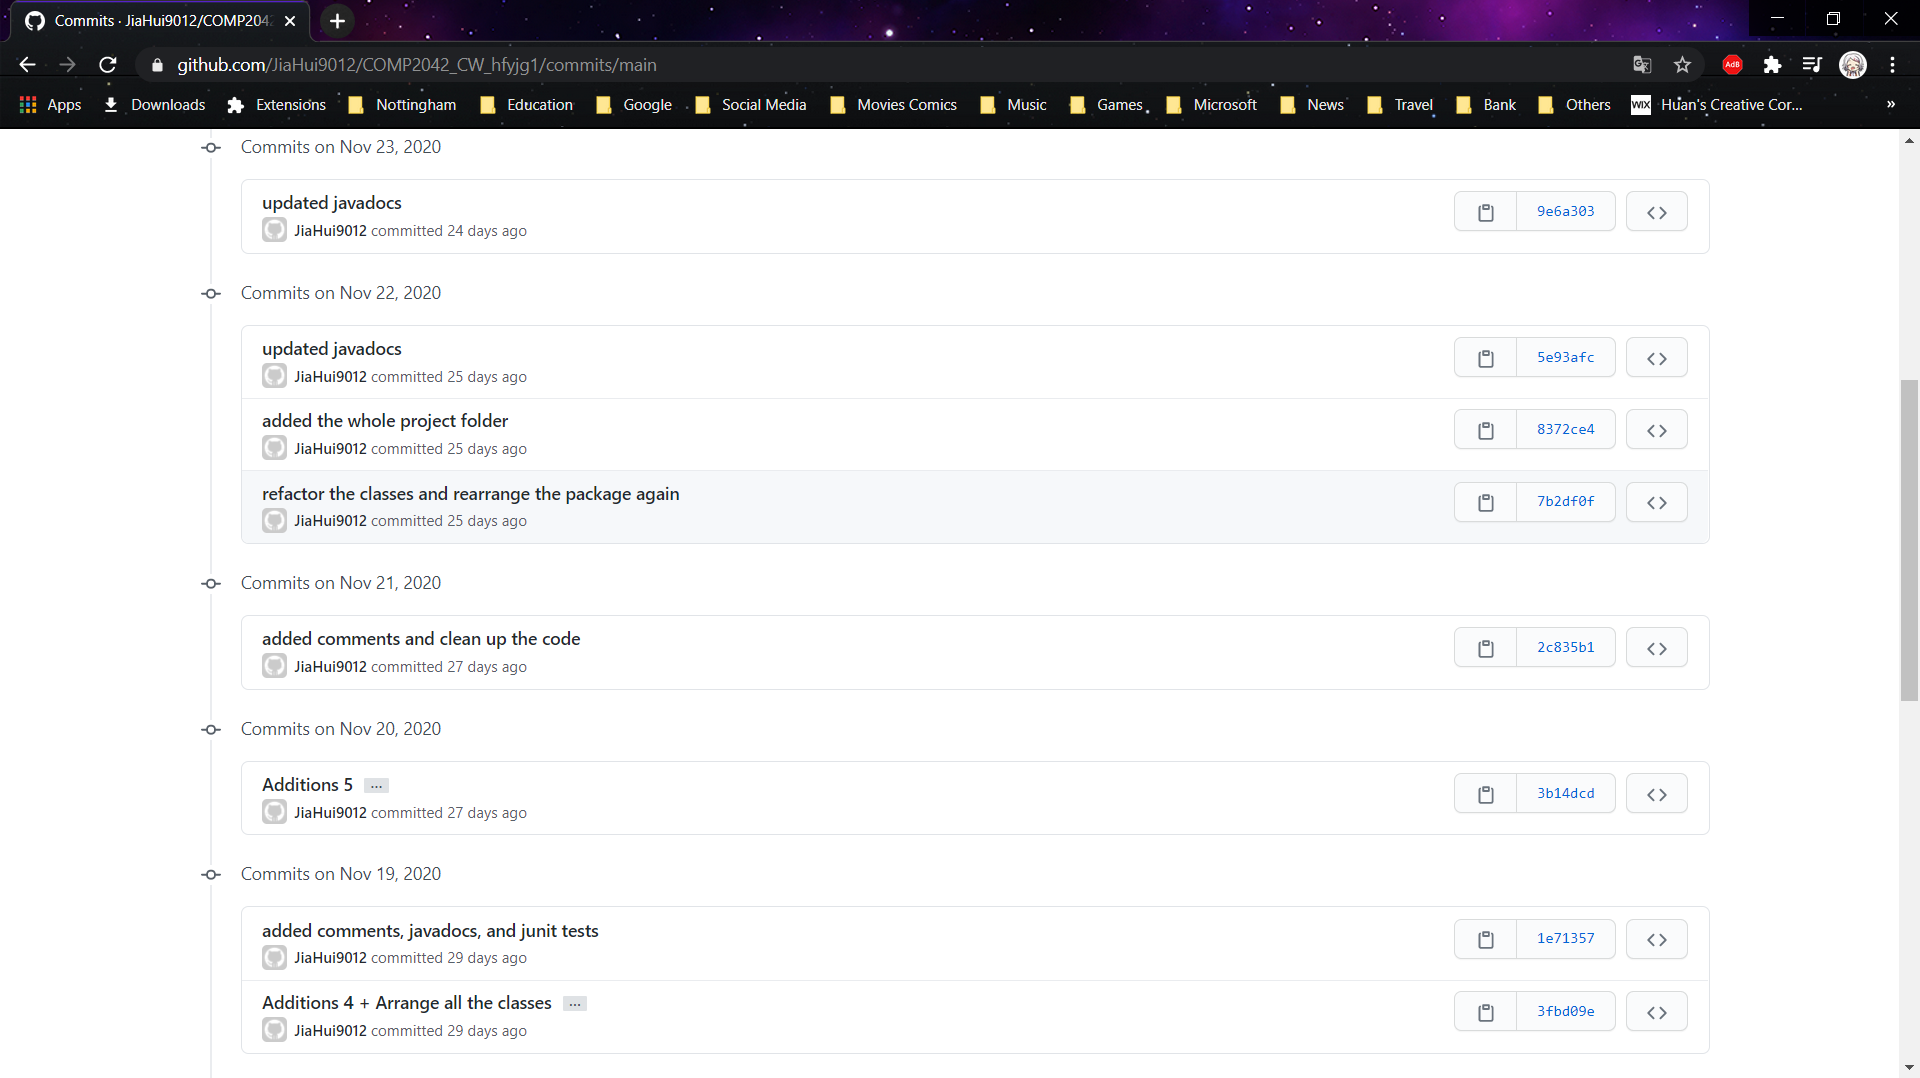 Commits · JiaHui9012/COMP204
github.com/JiaHui9012/COMP2042_CW_hfyjg1/commits/main
AdB
Apps Downloads Extensions Nottingham Education Google Social Media Movies Comics Music Games Microsoft News Travel Bank Others WIX Huan's Creative Cor... »
Commits on Nov 23, 2020
updated javadocs
9e6a303
JiaHui9012 committed 24 days ago
Commits on Nov 22, 2020
updated javadocs
5e93afc
JiaHui9012 committed 25 days ago
added the whole project folder
8372ce4
JiaHui9012 committed 25 days ago
refactor the classes and rearrange the package again
7b2df0f
JiaHui9012 committed 25 days ago
Commits on Nov 21, 2020
added comments and clean up the code
2c835b1
JiaHui9012 committed 27 days ago
Commits on Nov 20, 2020
Additions 5 ...
3b14dcd
JiaHui9012 committed 27 days ago
Commits on Nov 19, 2020
added comments, javadocs, and junit tests
1e71357
JiaHui9012 committed 29 days ago
Additions 4 + Arrange all the classes ...
3fbd09e
JiaHui9012 committed 29 days ago